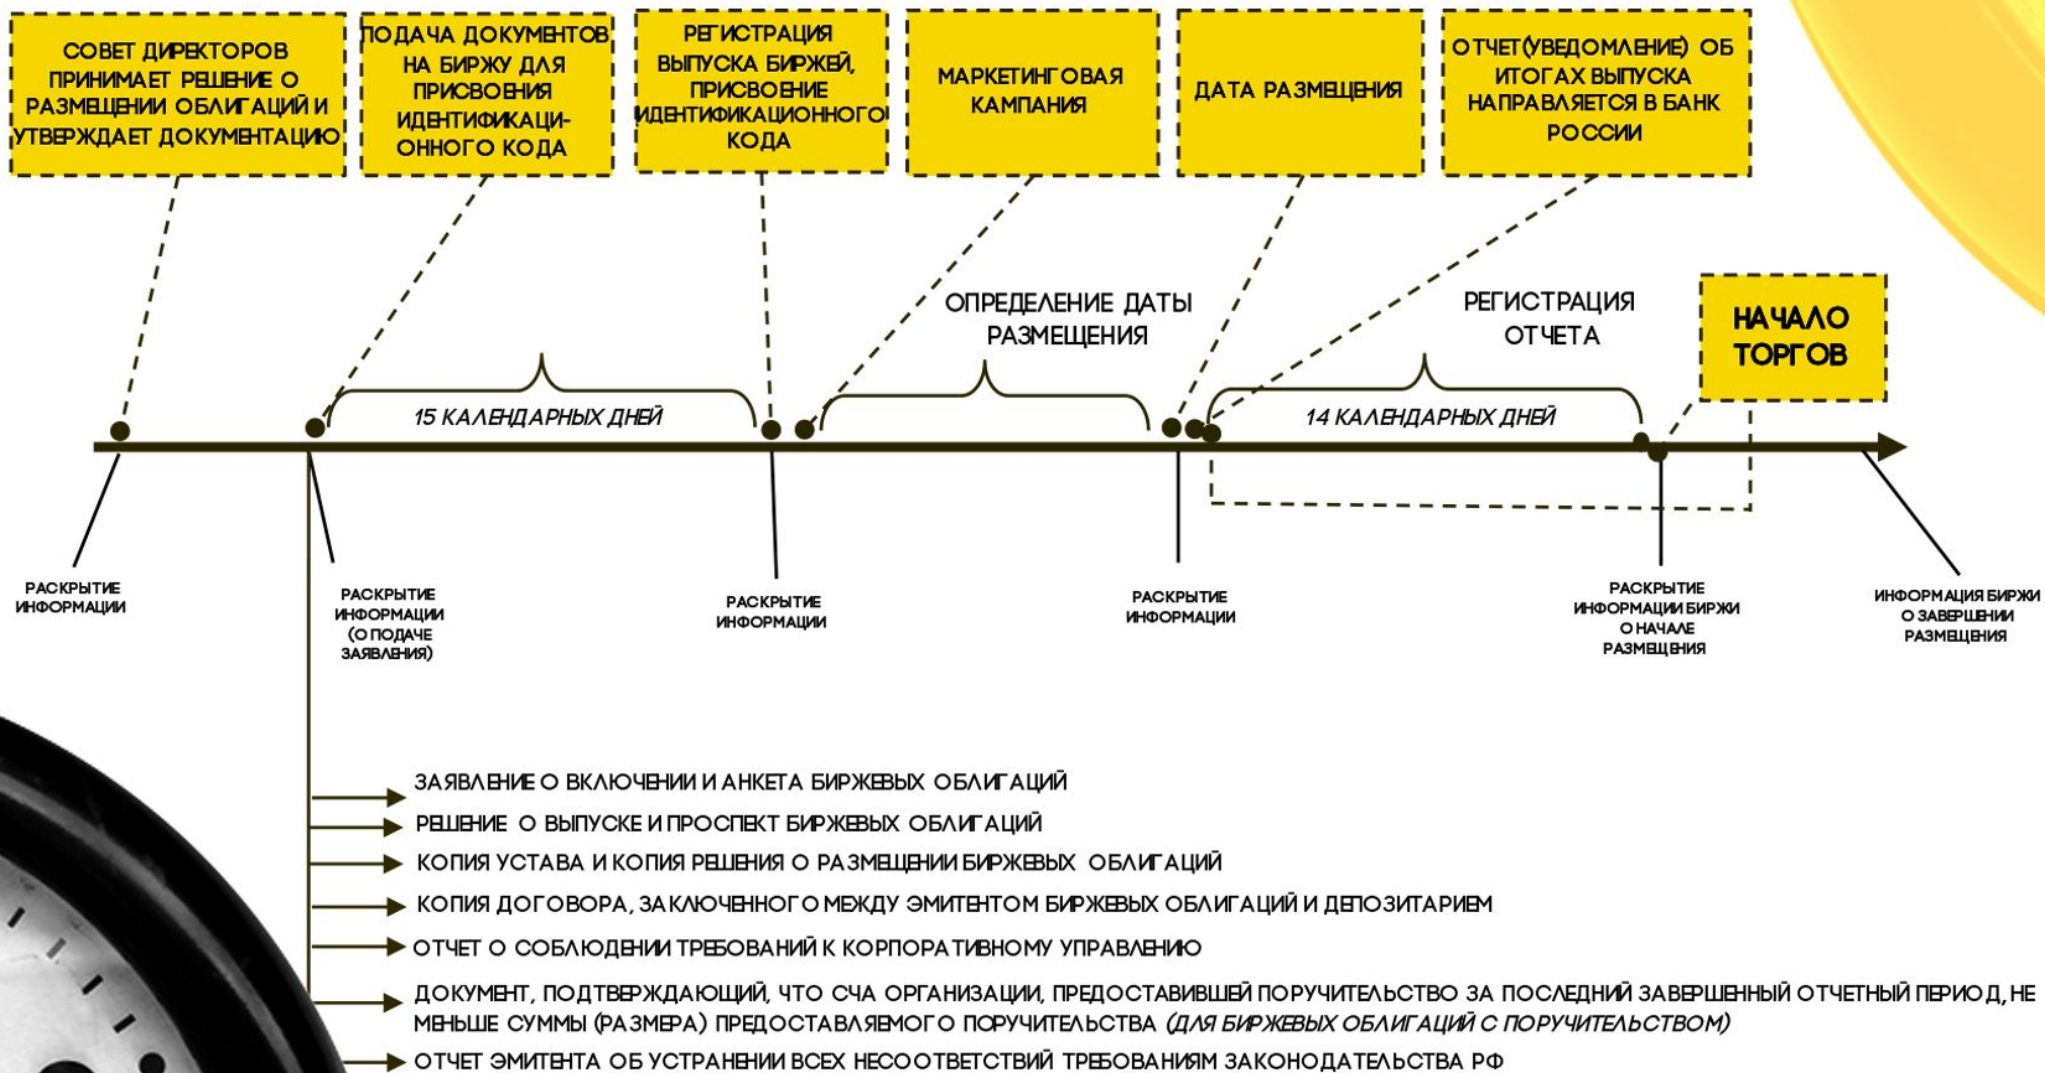 СОВЕТ ДИРЕКТОРОВ
ПРИНИМАЕТ РЕШЕНИЕ О
РАЗМЕЩЕНИИ ОБЛИГАЦИЙ И
УТВЕРЖДАЕТ ДОКУМЕНТАЦИЮ
ПОДАЧА ДОКУМЕНТОВ
НА БИРЖУ ДЛЯ
ПРИСВОЕНИЯ
ИДЕНТИФИКАЦИ-
ОННОГО КОДА
РЕГИСТРАЦИЯ
ВЫПУСКА БИРЖЕЙ,
ПРИСВОЕНИЕ
ИДЕНТИФИКАЦИОННОГО
КОДА
МАРКЕТИНГОВАЯ
КАМПАНИЯ
ДАТА РАЗМЕЩЕНИЯ
ОТЧЕТ(УВЕДОМЛЕНИЕ) ОБ
ИТОГАХ ВЫПУСКА
НАПРАВЛЯЕТСЯ В БАНК
РОССИИ
ОПРЕДЕЛЕНИЕ ДАТЫ
РАЗМЕЩЕНИЯ
РЕГИСТРАЦИЯ
ОТЧЕТА
НАЧАЛО
ТОРГОВ
15 КАЛЕНДАРНЫХ ДНЕЙ
14 КАЛЕНДАРНЫХ ДНЕЙ
РАСКРЫТИЕ
ИНФОРМАЦИИ
РАСКРЫТИЕ
ИНФОРМАЦИИ
(О ПОДАЧЕ
ЗАЯВЛЕНИЯ)
РАСКРЫТИЕ
ИНФОРМАЦИИ
РАСКРЫТИЕ
ИНФОРМАЦИИ
РАСКРЫТИЕ
ИНФОРМАЦИИ БИРЖИ
О НАЧАЛЕ
РАЗМЕЩЕНИЯ
ИНФОРМАЦИЯ БИРЖИ
О ЗАВЕРШЕНИИ
РАЗМЕЩЕНИЯ
ЗАЯВЛЕНИЕ О ВКЛЮЧЕНИИ И АНКЕТА БИРЖЕВЫХ ОБЛИГАЦИЙ
РЕШЕНИЕ О ВЫПУСКЕ И ПРОСПЕКТ БИРЖЕВЫХ ОБЛИГАЦИЙ
КОПИЯ УСТАВА И КОПИЯ РЕШЕНИЯ О РАЗМЕЩЕНИИ БИРЖЕВЫХ ОБЛИГАЦИЙ
КОПИЯ ДОГОВОРА, ЗАКЛЮЧЕННОГО МЕЖДУ ЭМИТЕНТОМ БИРЖЕВЫХ ОБЛИГАЦИЙ И ДЕПОЗИТАРИЕМ
ОТЧЕТ О СОБЛЮДЕНИИ ТРЕБОВАНИЙ К КОРПОРАТИВНОМУ УПРАВЛЕНИЮ
ДОКУМЕНТ, ПОДТВЕРЖДАЮЩИЙ, ЧТО СЧА ОРГАНИЗАЦИИ, ПРЕДОСТАВИВШЕЙ ПОРУЧИТЕЛЬСТВО ЗА ПОСЛЕДНИЙ ЗАВЕРШЕННЫЙ ОТЧЕТНЫЙ ПЕРИОД, НЕ
МЕНЬШЕ СУММЫ (РАЗМЕРА) ПРЕДОСТАВЛЯЕМОГО ПОРУЧИТЕЛЬСТВА (ДЛЯ БИРЖЕВЫХ ОБЛИГАЦИЙ С ПОРУЧИТЕЛЬСТВОМ)
ОТЧЕТ ЭМИТЕНТА ОБ УСТРАНЕНИИ ВСЕХ НЕСООТВЕТСТВИЙ ТРЕБОВАНИЯМ ЗАКОНОДАТЕЛЬСТВА РФ